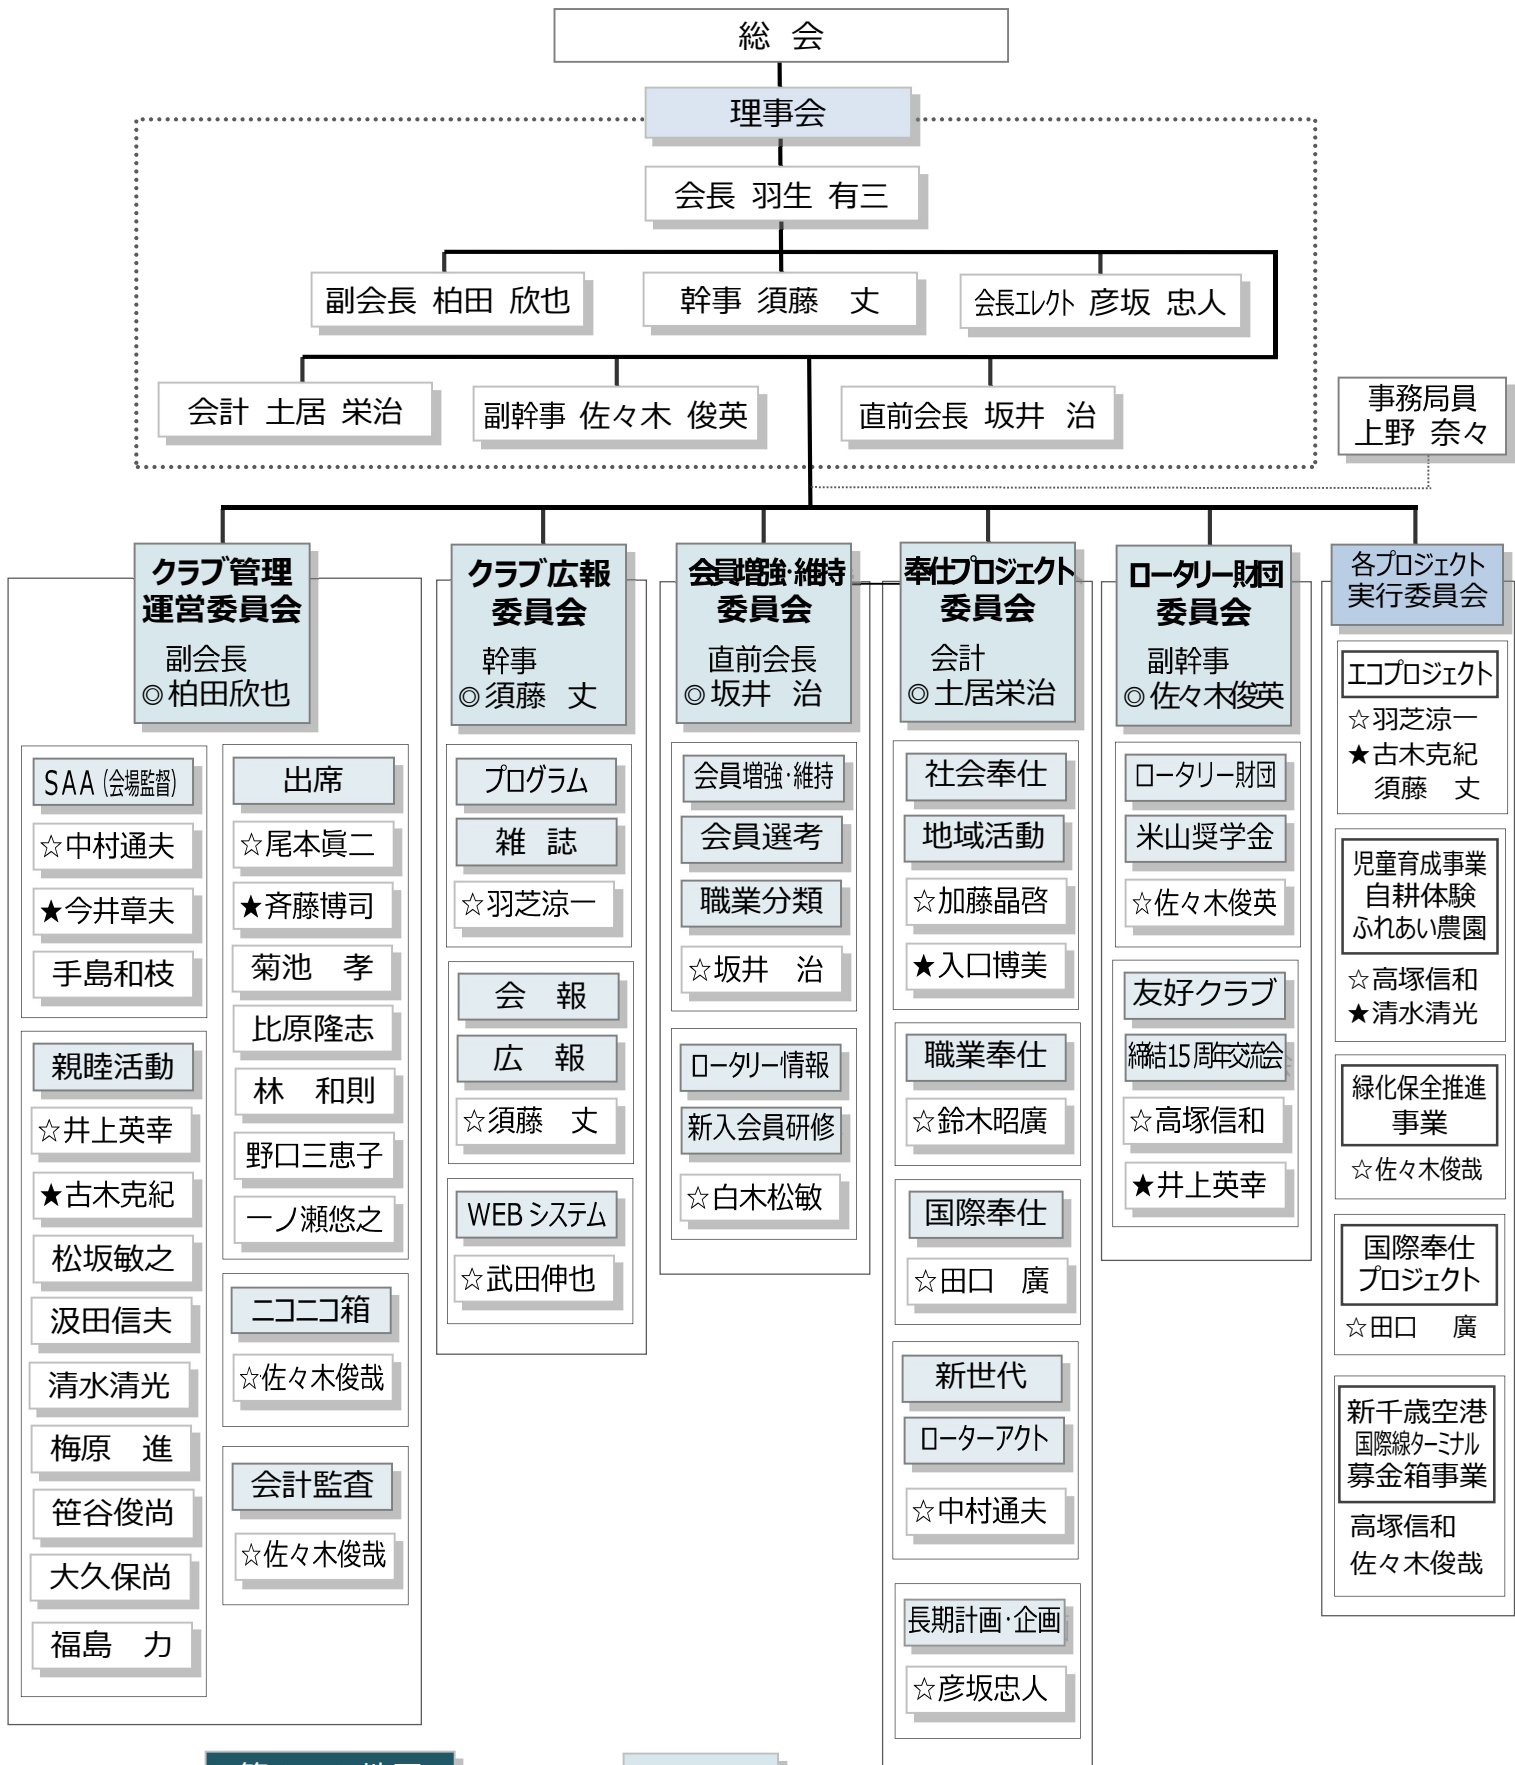 総 会
理事会
会長 羽生 有三
副会長 柏田 欣也
幹事 須藤 丈
会長エレクト 彦坂 忠人
会計 土居 栄治
副幹事 佐々木 俊英
直前会長 坂井 治
事務局員
上野 奈々
クラブ管理
運営委員会
副会長
◎柏田欣也
SAA(会場監督)
☆中村通夫
★今井章夫
手島和枝
親睦活動
☆井上英幸
★古木克紀
松坂敏之
汲田信夫
清水清光
梅原 進
笹谷俊尚
大久保尚
福島 力
出席
☆尾本眞二
★斉藤博司
菊池 孝
比原隆志
林 和則
野口三恵子
一ノ瀬悠之
ニコニコ箱
☆佐々木俊哉
会計監査
☆佐々木俊哉
クラブ広報
委員会
幹事
◎須藤 丈
プログラム
雑 誌
☆羽芝涼一
会 報
広 報
☆須藤 丈
WEBシステム
☆武田伸也
会員増強・維持
委員会
直前会長
◎坂井 治
会員増強・維持
会員選考
職業分類
☆坂井 治
ロータリー情報
新入会員研修
☆白木松敏
奉仕プロジェクト
委員会
会計
◎土居栄治
社会奉仕
地域活動
☆加藤晶啓
★入口博美
職業奉仕
☆鈴木昭廣
国際奉仕
☆田口 廣
新世代
ローターアクト
☆中村通夫
長期計画・企画
☆彦坂忠人
ロータリー財団
委員会
副幹事
◎佐々木俊英
ロータリー財団
米山奨学金
☆佐々木俊英
友好クラブ
締結15周年交流会
☆高塚信和
★井上英幸
各プロジェクト
実行委員会
エコプロジェクト
☆羽芝涼一
★古木克紀
須藤 丈
児童育成事業
自耕体験
ふれあい農園
☆高塚信和
★清水清光
緑化保全推進
事業
☆佐々木俊哉
国際奉仕
プロジェクト
☆田口 廣
新千歳空港
国際線ターミナル
募金箱事業
高塚信和
佐々木俊哉